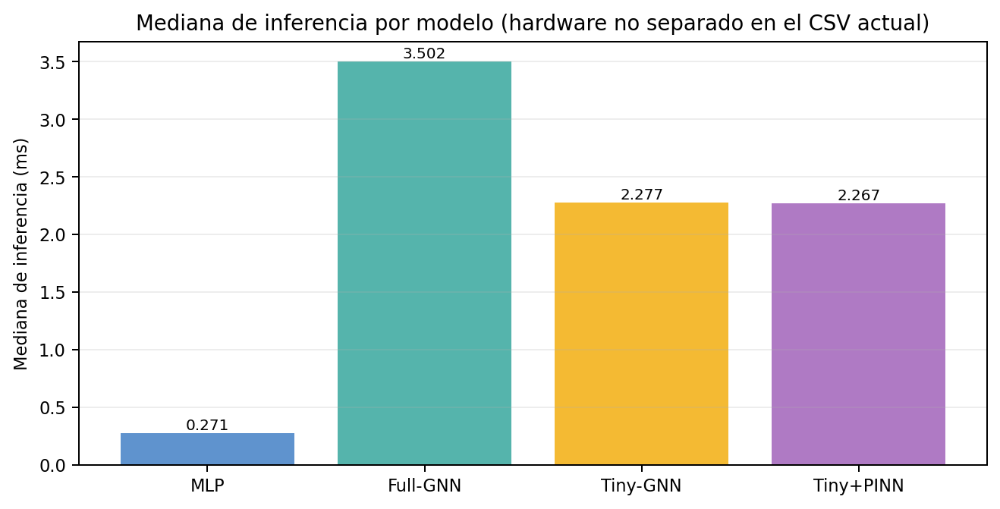 Mediana de inferencia por modelo (hardware no separado en el CSV actual)
Mediana de inferencia (ms)
3.5
3.0
2.5
2.0
1.5
1.0
0.5
0.0
0.271
3.502
2.277
2.267
MLP
Full-GNN
Tiny-GNN
Tiny+PINN